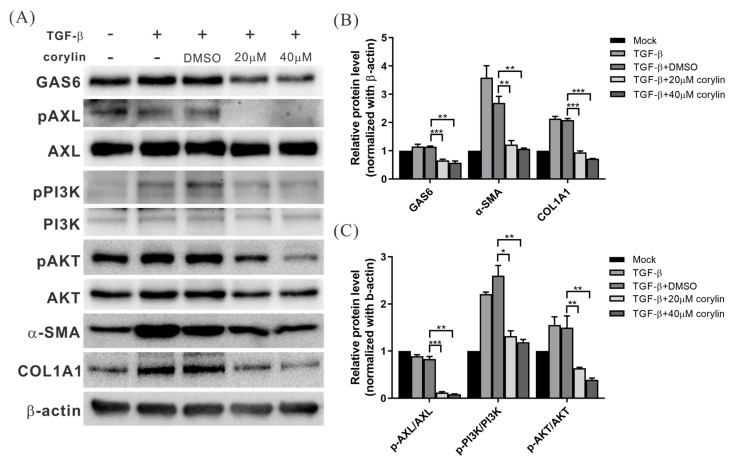 (A)
TGF-β - + + + +
corylin - - DMSO 20μM 40μM
GAS6
pAXL
AXL
pPI3K
PI3K
pAKT
AKT
α-SMA
COL1A1
β-actin
(B)
Relative protein level
(normalized with β-actin)
5
4
3
2
1
0
** 
***
**
**
***
***
GAS6
α-SMA
COL1A1
Mock
TGF-β
TGF-β+DMSO
TGF-β+20μM corylin
TGF-β+40μM corylin
(C)
Relative protein level
(normalized with b-actin)
3
2
1
0
**
***
**
*
**
**
p-AXL/AXL
p-PI3K/PI3K
p-AKT/AKT
Mock
TGF-β
TGF-β+DMSO
TGF-β+20μM corylin
TGF-β+40μM corylin